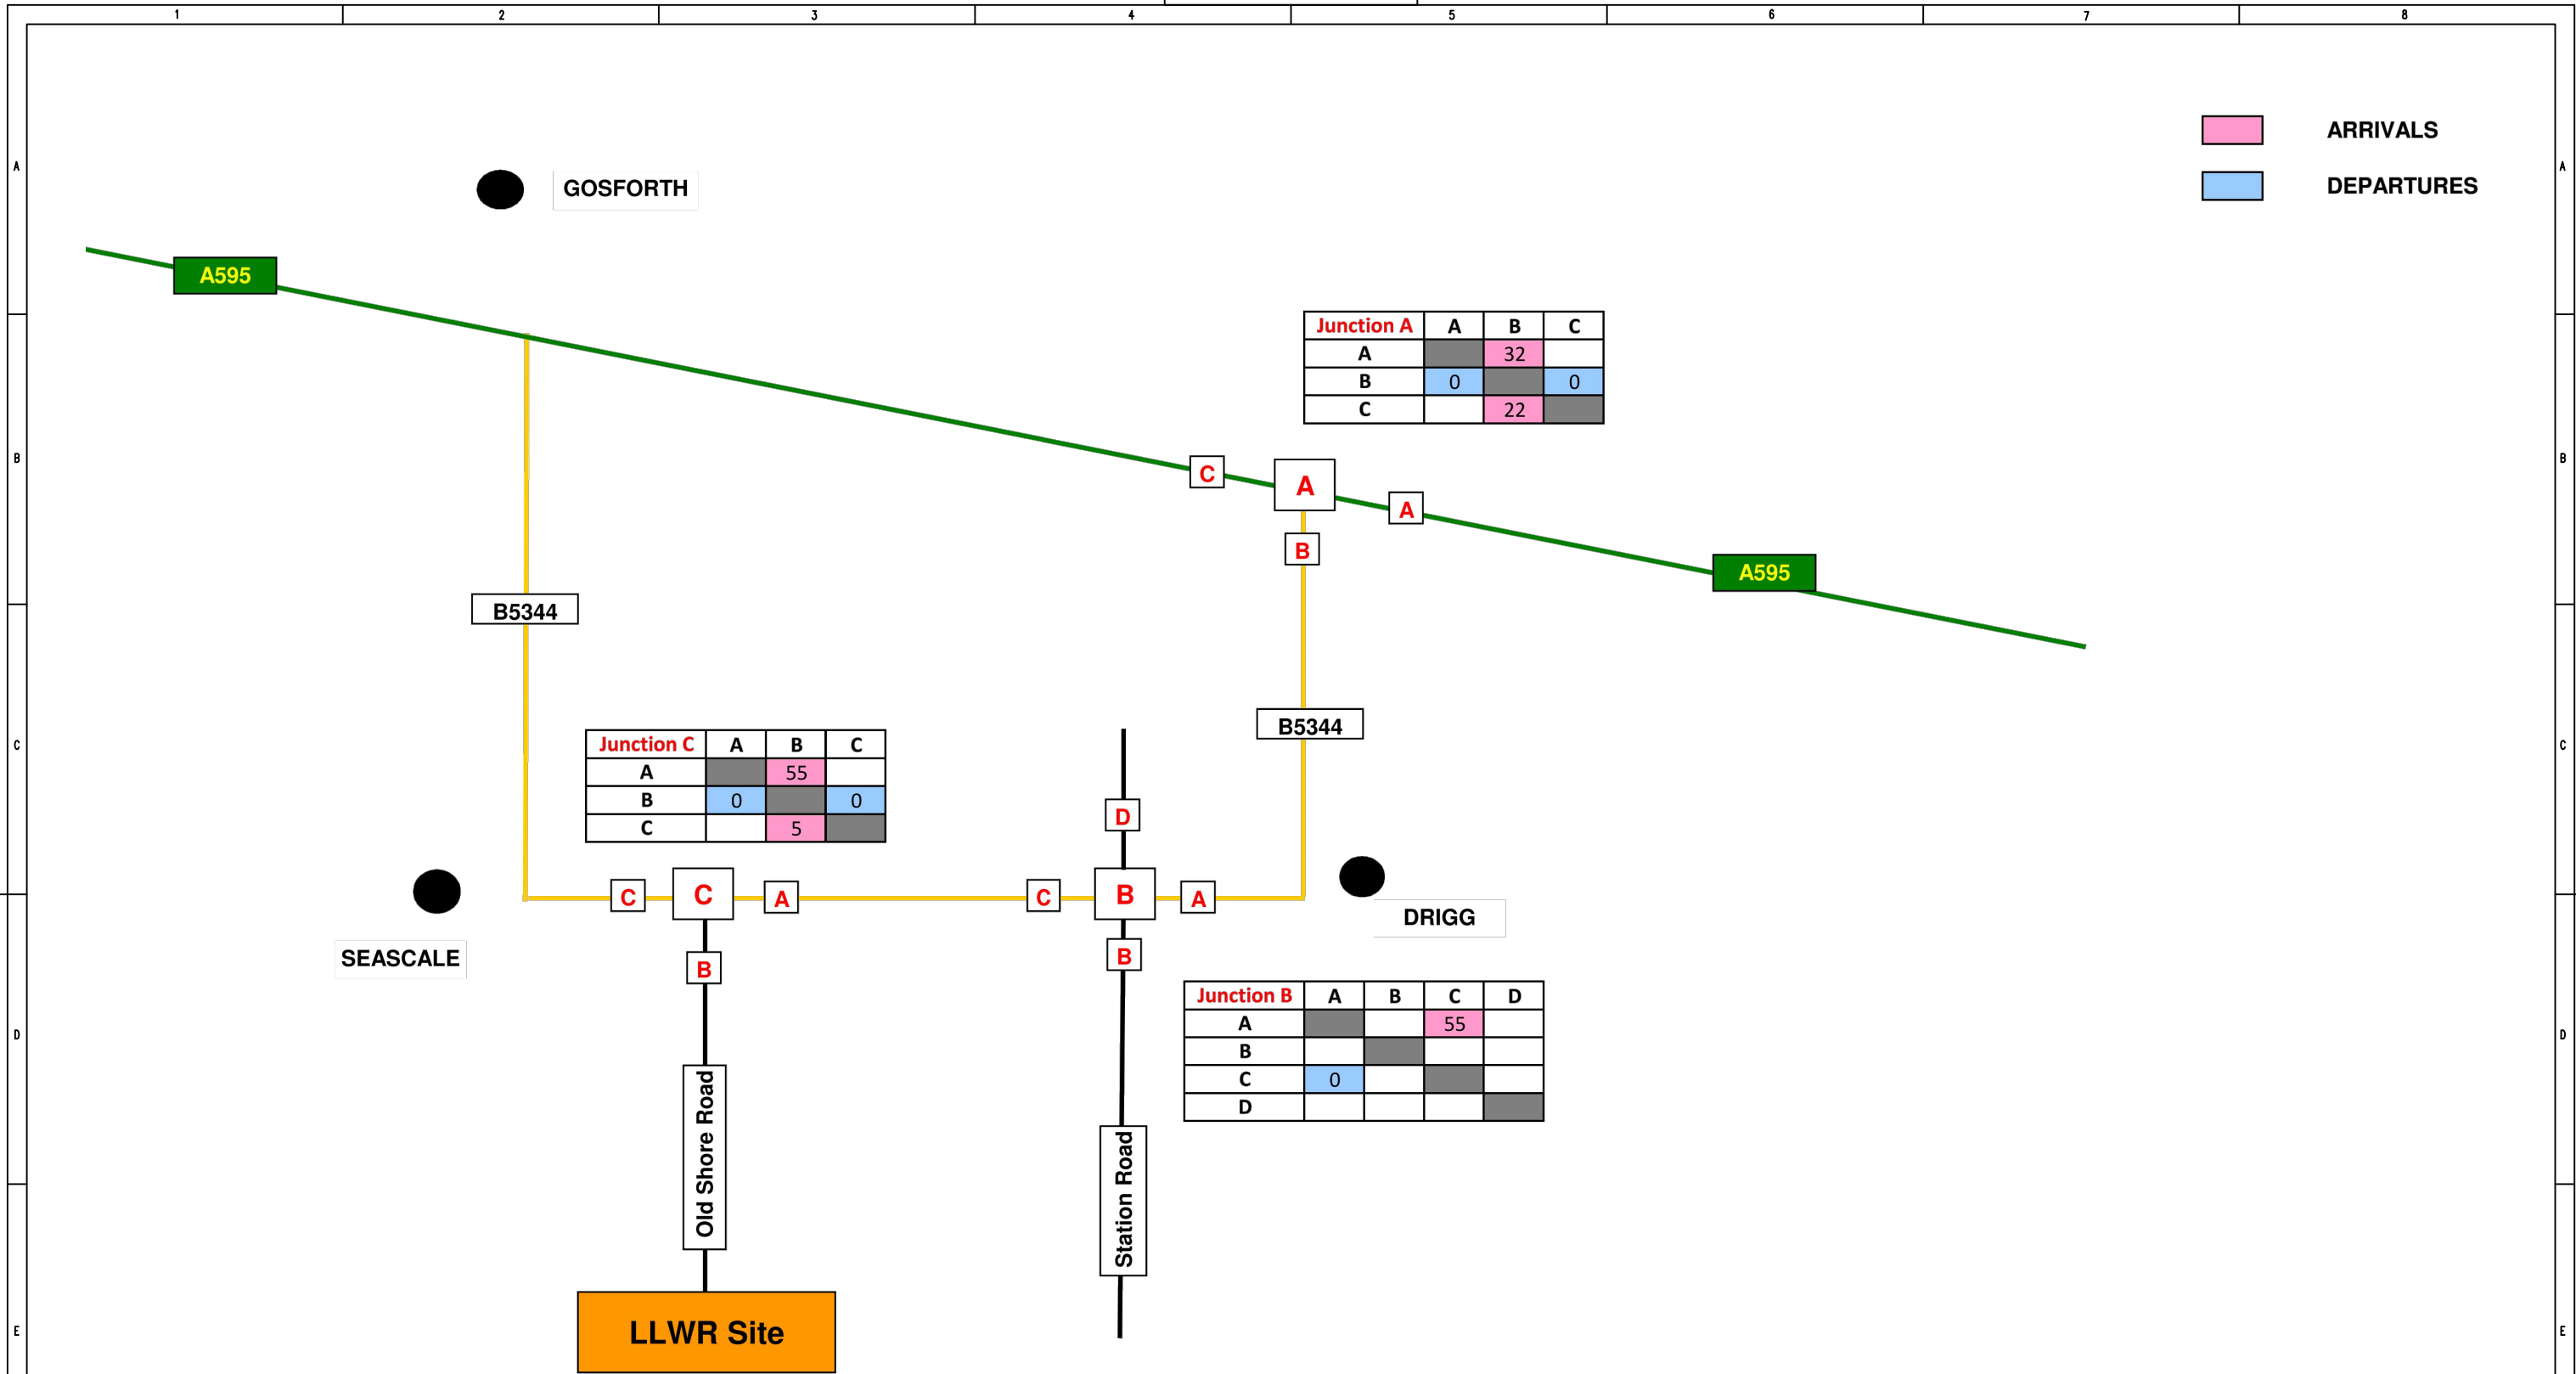 1 2 3 4 5 6 7 8
A A
ARRIVALS
DEPARTURES
GOSFORTH
A595
Junction A A B C
A 32
B 0 0
C 22
B B
C A A
B
A595
B5344
B5344
C C
Junction C A B C
A 55
B 0 0
C 5
D
C C A C B A
B B
SEASCALE
DRIGG
Junction B A B C D
A 55
B
C 0
D
D D
Old Shore Road
Station Road
E E
LLWR Site